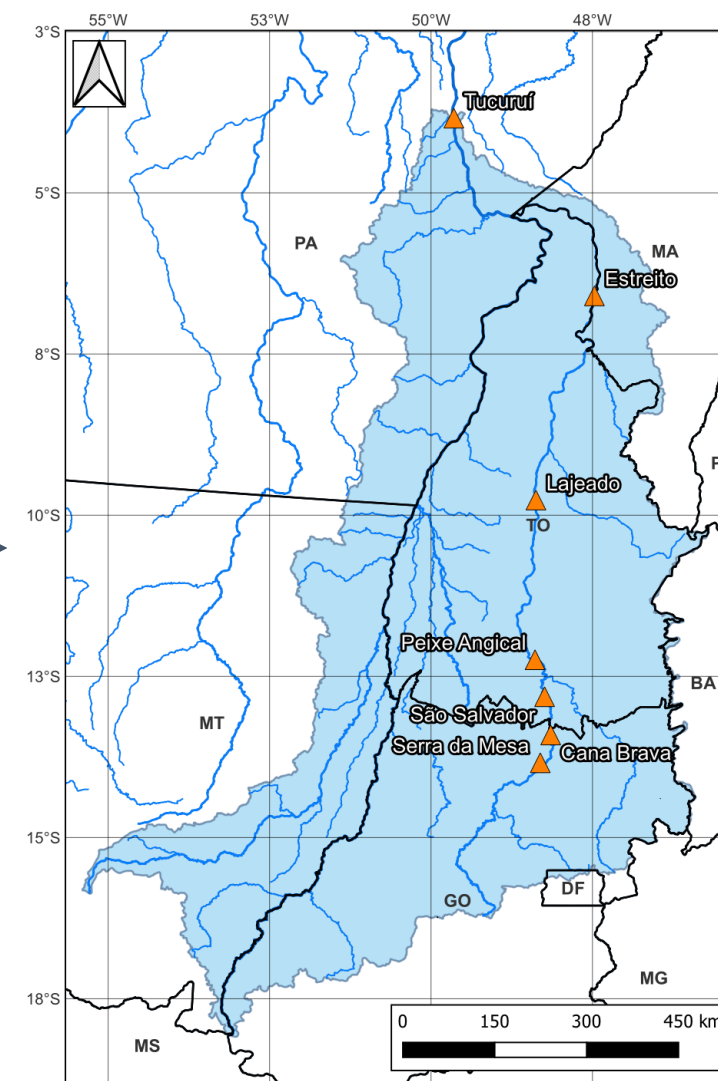 55°W 53°W 50°W 48°W
3°S
Tucuruí
5°S
PA
MA
Estreito
8°S
Lajeado
10°S
TO
Peixe Angical
13°S
BA
São Salvador
MT
Serra da Mesa
Cana Brava
15°S
DF
GO
MG
18°S
MS
0 150 300 450 km